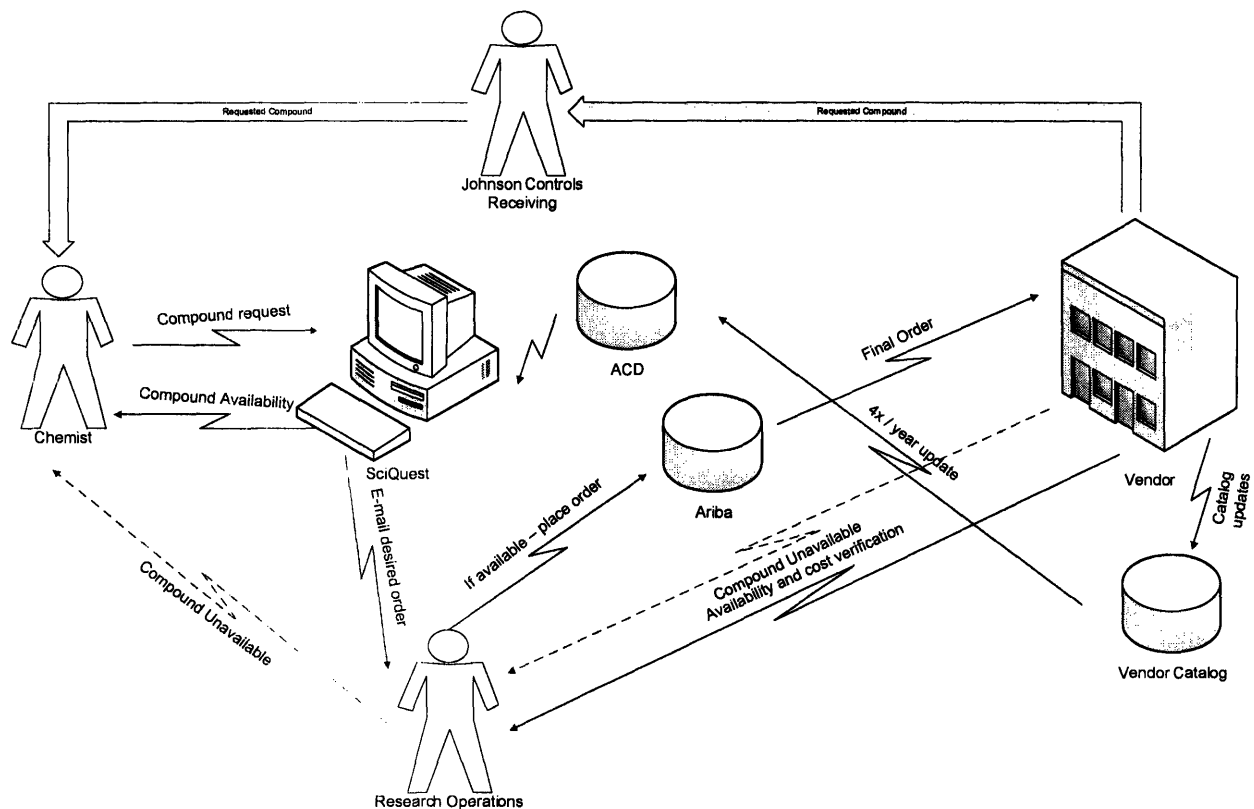 Requested Compound
Requested Compound
Johnson Controls
Receiving
Compound request
Compound Availability
Chemist
SciQuest
ACD
Final Order
4x / year update
Vendor
Catalog
updates
Ariba
E-mail desired order
If available – place order
Compound Unavailable
Availability and cost verification
Compound Unavailable
Vendor Catalog
Research Operations